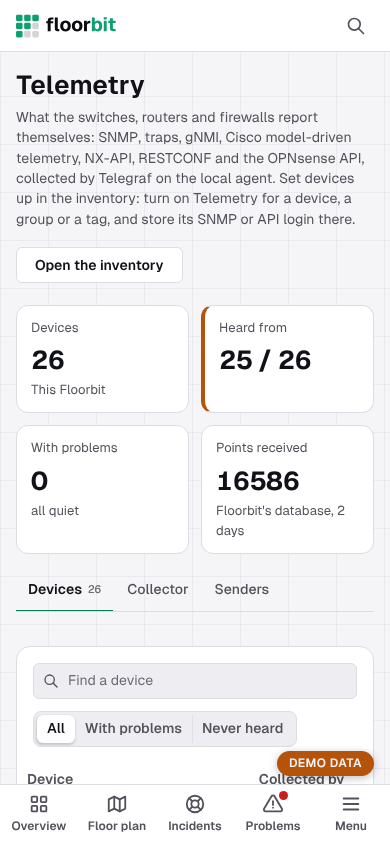 floorbit
Telemetry
What the switches, routers and firewalls report
themselves: SNMP, traps, gNMI, Cisco model-driven
telemetry, NX-API, RESTCONF and the OPNsense API,
collected by Telegraf on the local agent. Set devices
up in the inventory: turn on Telemetry for a device, a
group or a tag, and store its SNMP or API login there.
Open the inventory
Devices
26
This Floorbit
Heard from
25 / 26
With problems
0
all quiet
Points received
16586
Floorbit's database, 2
days
Devices 26 Collector Senders
Find a device
All With problems Never heard
DEMO DATA
Device Collected by
Overview Floor plan Incidents Problems Menu